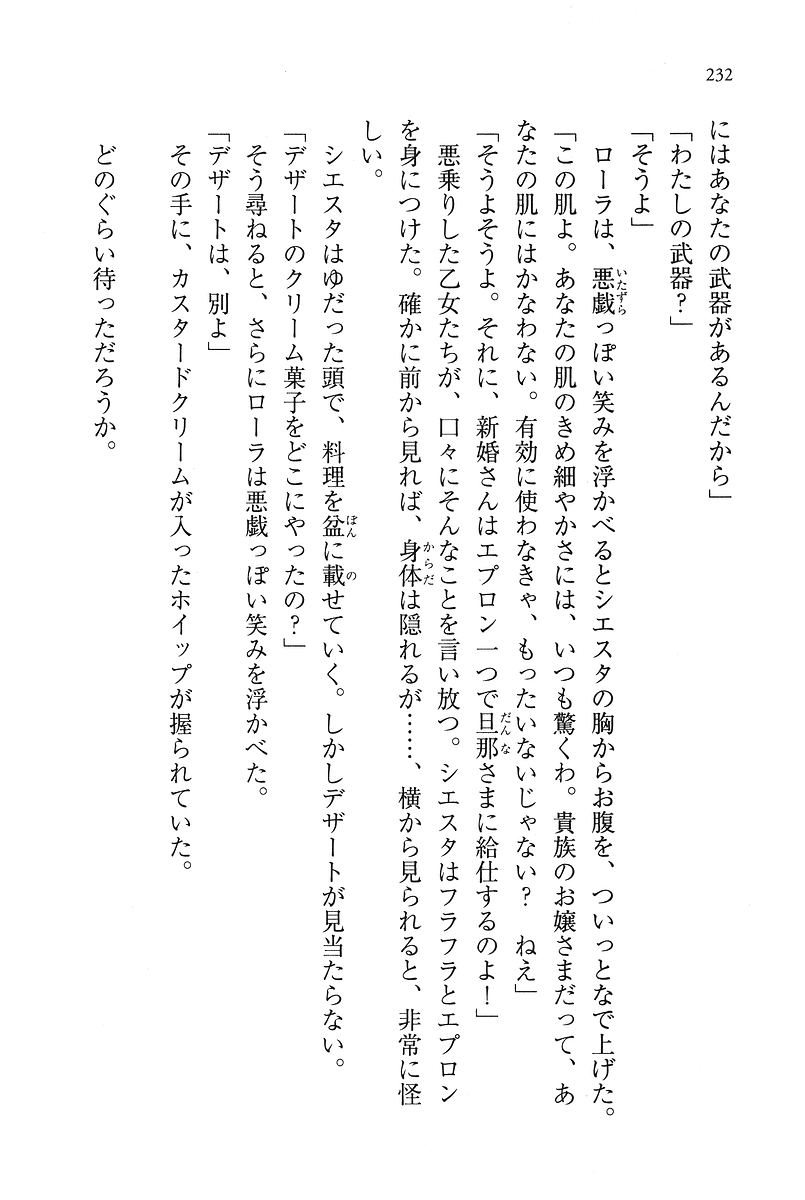 232
にはあなたの武器があるんだから」
「わたしの武器？」
「そうよ」
ローラは、悪戯っぽい笑みを浮かべるとシエスタの胸からお腹を、ついっとなで上げた。
「この肌よ。あなたの肌のきめ細やかさには、いつも驚くわ。貴族のお嬢さまだって、あ
なたの肌にはかなわない。有効に使わなきゃ、もったいないじゃない？　ねえ」
「そうよそうよ。それに、新婚さんはエプロン一つで旦那さまに給仕するのよ！」
悪乗りした乙女たちが、口々にそんなことを言い放つ。シエスタはフラフラとエプロン
を身につけた。確かに前から見れば、身体は隠れるが……、横から見られると、非常に怪
しい。
シエスタはゆだった頭で、料理を盆に載せていく。しかしデザートが見当たらない。
「デザートのクリーム菓子をどこにやったの？」
そう尋ねると、さらにローラは悪戯っぽい笑みを浮かべた。
「デザートは、別よ」
その手に、カスタードクリームが入ったホイップが握られていた。
どのぐらい待っただろうか。